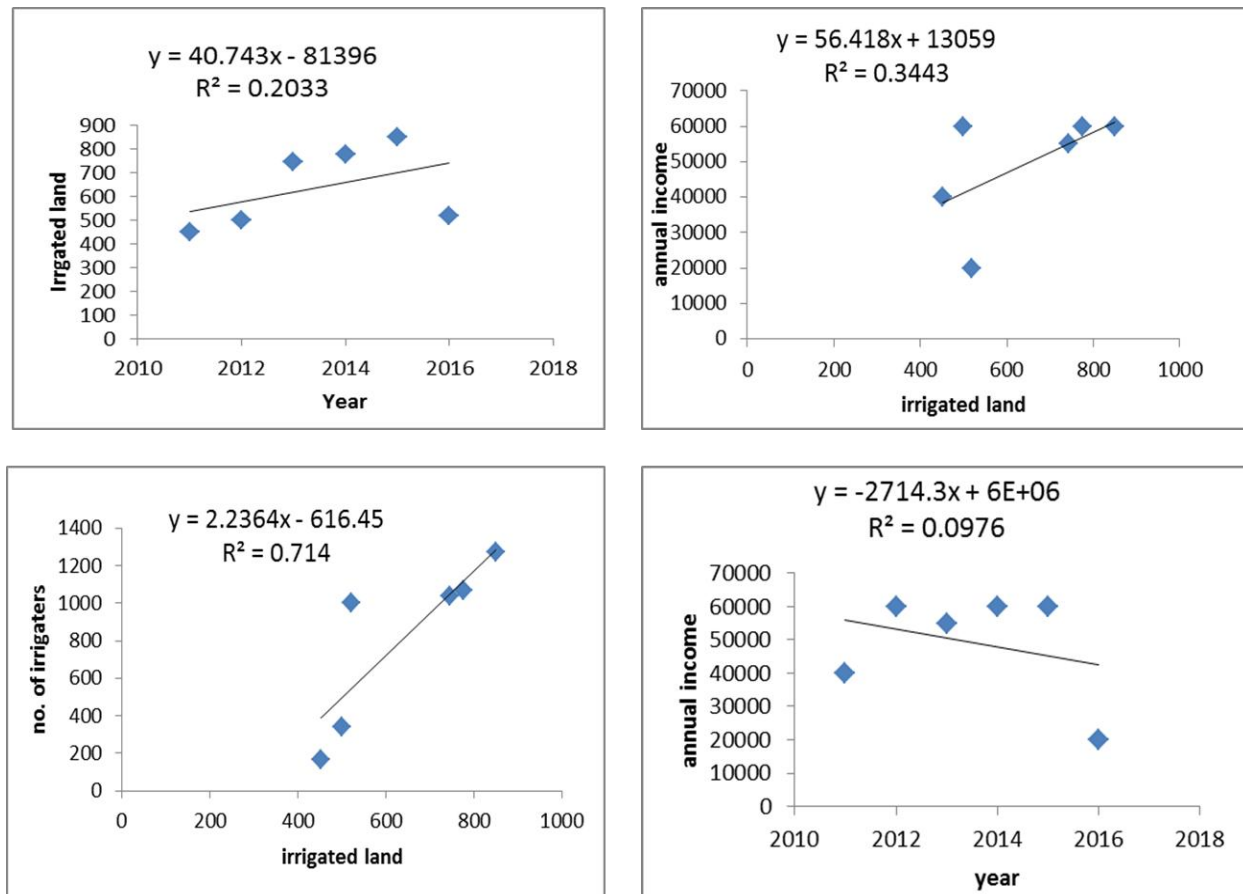 y = 40.743x - 81396
R² = 0.2033
900
800
700
600
500
400
300
200
100
0
Irrgated land
2010 2012 2014 2016 2018
Year
y = 56.418x + 13059
R² = 0.3443
70000
60000
50000
40000
30000
20000
10000
0
annual income
0 200 400 600 800 1000
irrigated land
y = 2.2364x - 616.45
R² = 0.714
1400
1200
1000
800
600
400
200
0
no. of irrigaters
0 200 400 600 800 1000
irrigated land
y = -2714.3x + 6E+06
R² = 0.0976
70000
60000
50000
40000
30000
20000
10000
0
annual income
2010 2012 2014 2016 2018
year